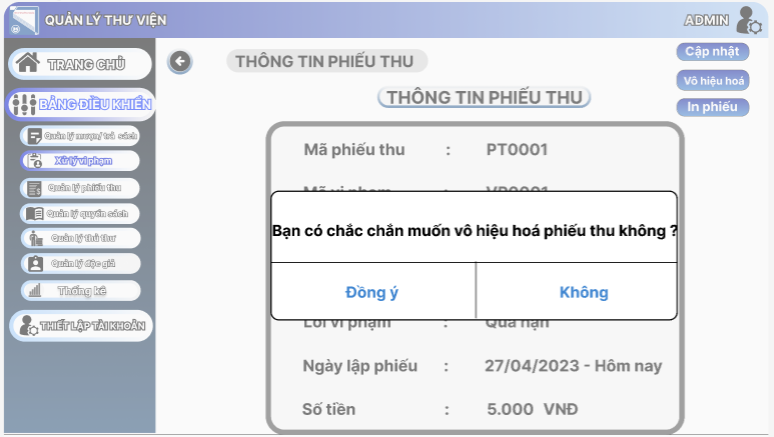 QUẢN LÝ THƯ VIỆN
ADMIN
TRANG CHỦ
THÔNG TIN PHIẾU THU
Cập nhật
Vô hiệu hoá
In phiếu
BẢNG ĐIỀU KHIỂN
THÔNG TIN PHIẾU THU
Quản lý mượn/ trả sách
Xử lý vi phạm
Quản lý phiếu thu
Quản lý quyển sách
Quản lý thủ thư
Quản lý độc giả
Thống kê
THIẾT LẬP TÀI KHOẢN
Mã phiếu thu : PT0001
Mã vi phạm VP0001
Bạn có chắc chắn muốn vô hiệu hoá phiếu thu không ?
Đồng ý Không
Lỗi vi phạm : Quá hạn
Ngày lập phiếu : 27/04/2023 - Hôm nay
Số tiền : 5.000 VNĐ